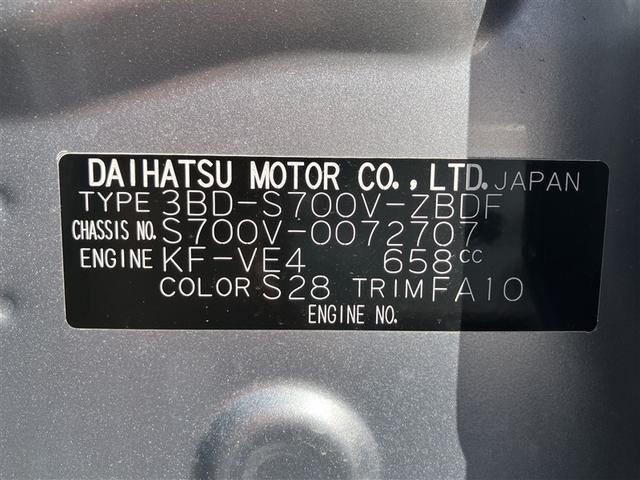 DAIHATSU MOTOR CO.,LTD. JAPAN
TYPE 3BD-S700V-ZBDF
CHASSIS NO. S700V-0072707
ENGINE KF-VE4 658cc
COLOR S28 TRIM FA10
ENGINE NO.